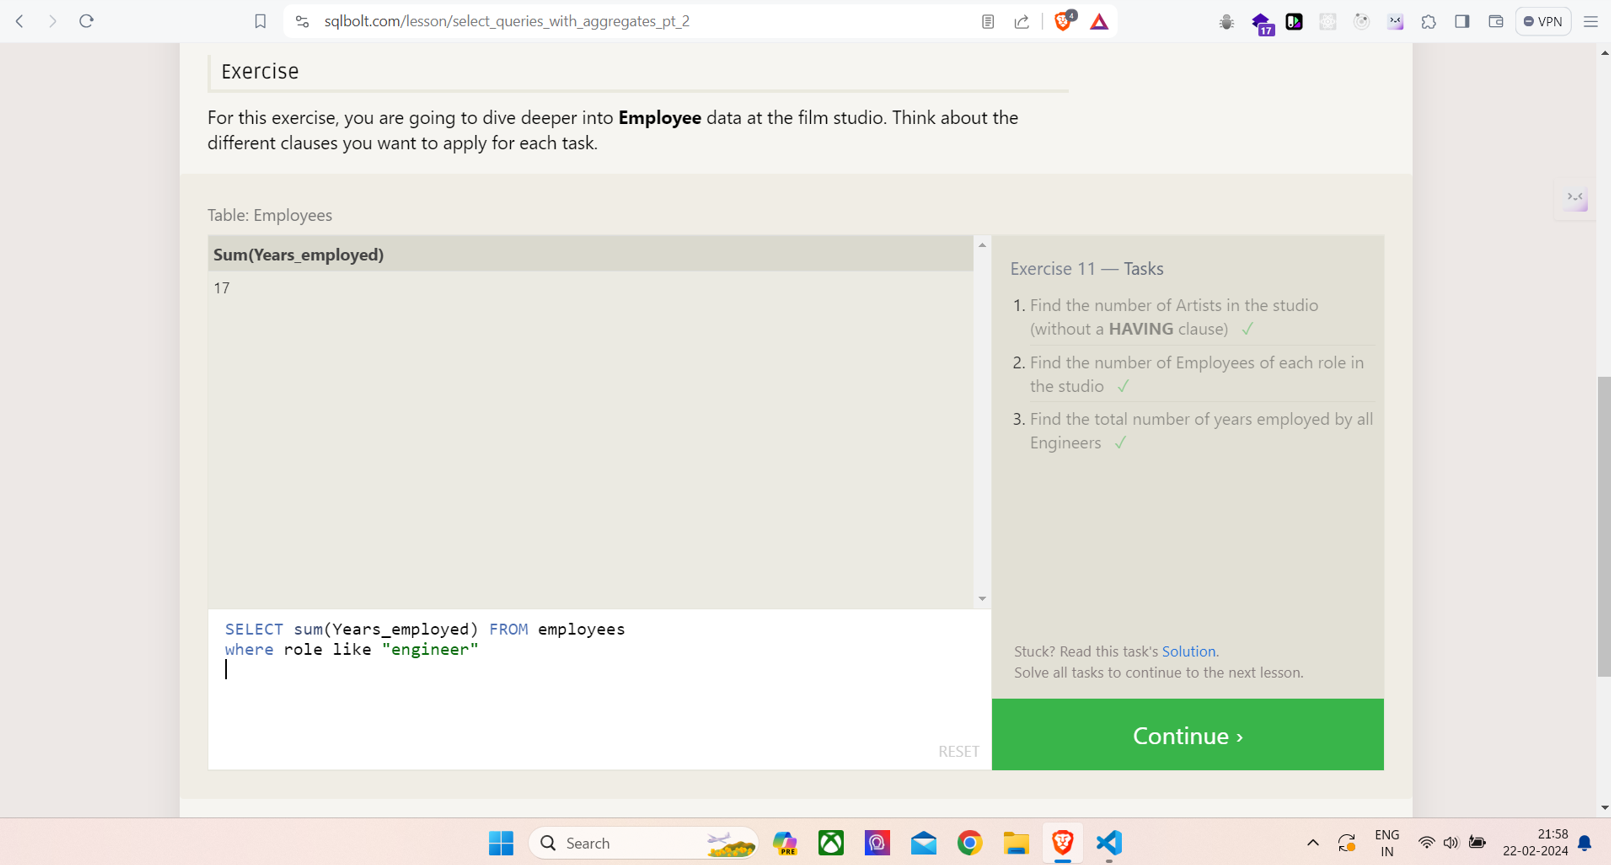 sqlbolt.com/lesson/select_queries_with_aggregates_pt_2
4
17
VPN
Exercise
For this exercise, you are going to dive deeper into Employee data at the film studio. Think about the
different clauses you want to apply for each task.
Table: Employees
Sum(Years_employed)
17
Exercise 11 — Tasks
1. Find the number of Artists in the studio
(without a HAVING clause) ✓
2. Find the number of Employees of each role in
the studio ✓
3. Find the total number of years employed by all
Engineers ✓
SELECT sum(Years_employed) FROM employees
where role like "engineer"
RESET
Stuck? Read this task's Solution.
Solve all tasks to continue to the next lesson.
Continue ›
Search
PRE
ENG
IN
21:58
22-02-2024